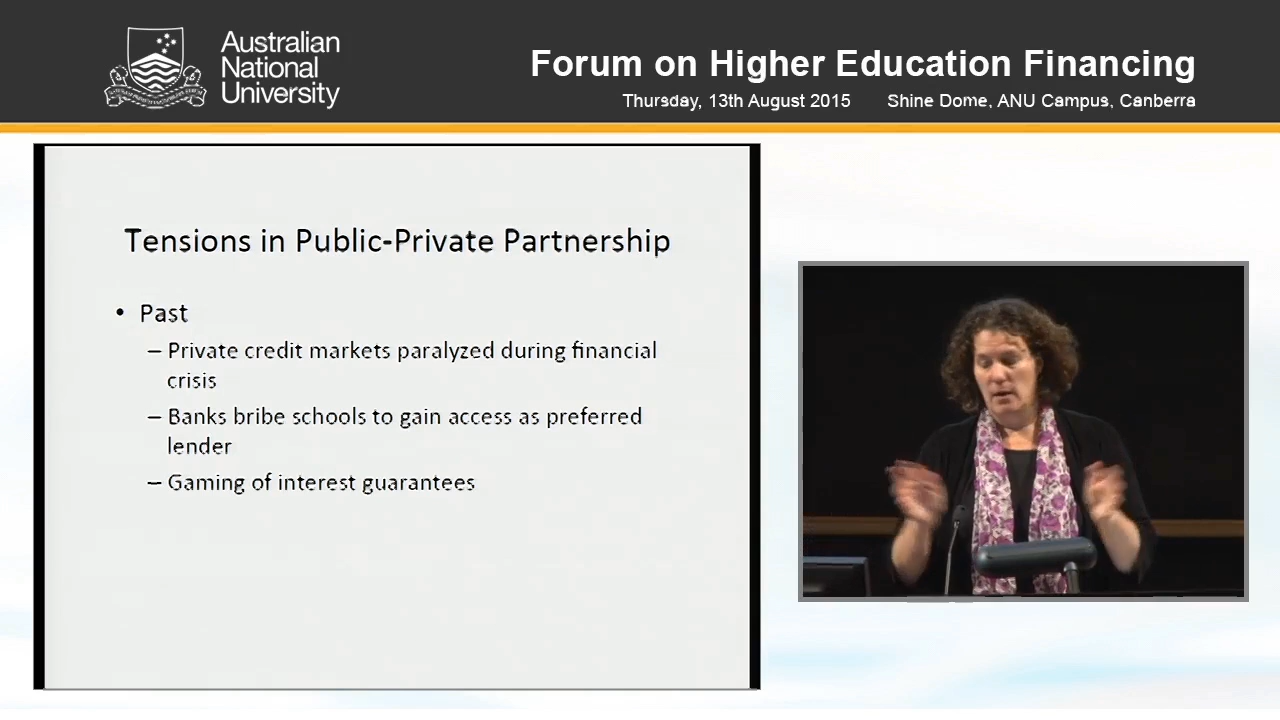 Australian
National
University
Forum on Higher Education Financing
Thursday, 13th August 2015 Shine Dome, ANU Campus, Canberra
Tensions in Public-Private Partnership
• Past
– Private credit markets paralyzed during financial
crisis
– Banks bribe schools to gain access as preferred
lender
– Gaming of interest guarantees